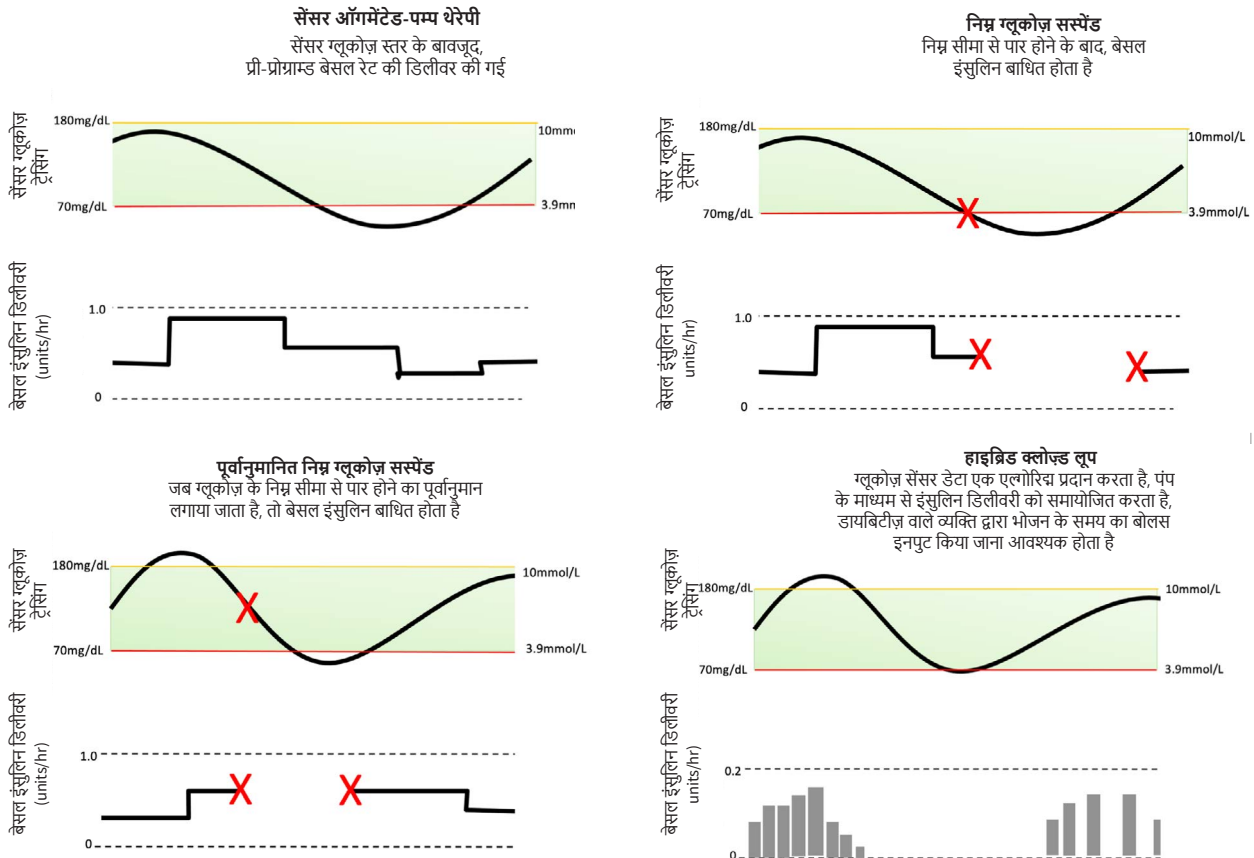 सेंसर ऑगमेंटेड-पम्प थेरेपी
सेंसर ग्लूकोज़ स्तर के बावजूद,
प्री-प्रोग्राम्ड बेसल रेट की डिलीवर की गई
सेंसर ग्लूकोज़
ट्रेसिंग
180mg/dL
10mm
70mg/dL
3.9mm
बेसल इंसुलिन डिलीवरी
(units/hr)
1.0
0
निम्न ग्लूकोज़ सस्पेंड
निम्न सीमा से पार होने के बाद, बेसल
इंसुलिन बाधित होता है
सेंसर ग्लूकोज़
ट्रेसिंग
180mg/dL
10mmol/L
70mg/dL
3.9mmol/L
बेसल इंसुलिन डिलीवरी
units/hr)
1.0
0
पूर्वानुमानित निम्न ग्लूकोज़ सस्पेंड
जब ग्लूकोज़ के निम्न सीमा से पार होने का पूर्वानुमान
लगाया जाता है, तो बेसल इंसुलिन बाधित होता है
सेंसर ग्लूकोज़
ट्रेसिंग
180mg/dL
10mmol/L
70mg/dL
3.9mmol/L
बेसल इंसुलिन डिलीवरी
(units/hr)
1.0
0
हाइब्रिड क्लोज़्ड लूप
ग्लूकोज़ सेंसर डेटा एक एल्गोरिद्म प्रदान करता है, पंप
के माध्यम से इंसुलिन डिलीवरी को समायोजित करता है,
डायबिटीज़ वाले व्यक्ति द्वारा भोजन के समय का बोलस
इनपुट किया जाना आवश्यक होता है
सेंसर ग्लूकोज़
ट्रेसिंग
180mg/dL
10mmol/L
70mg/dL
3.9mmol/L
बेसल इंसुलिन डिलीवरी
units/hr)
0.2
0